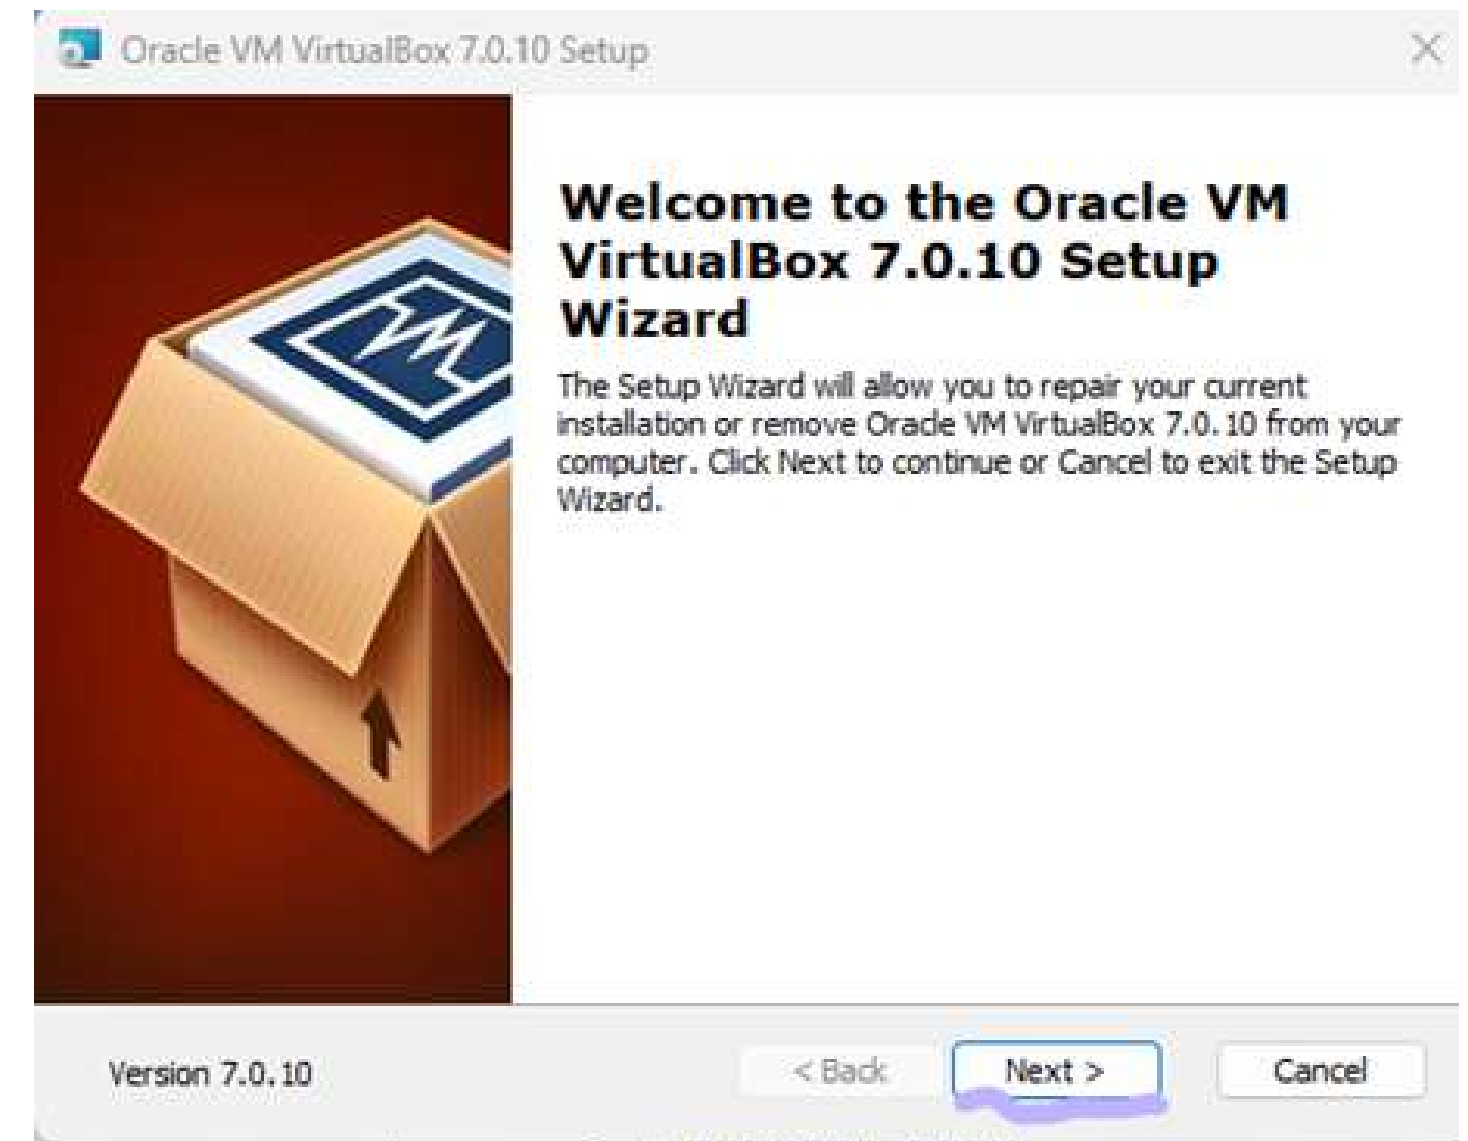 Oracle VM VirtualBox 7.0.10 Setup
Welcome to the Oracle VM
VirtualBox 7.0.10 Setup
Wizard
The Setup Wizard will allow you to repair your current
installation or remove Oracle VM VirtualBox 7.0.10 from your
computer. Click Next to continue or Cancel to exit the Setup
Wizard.
Version 7.0.10
< Back
Next >
Cancel